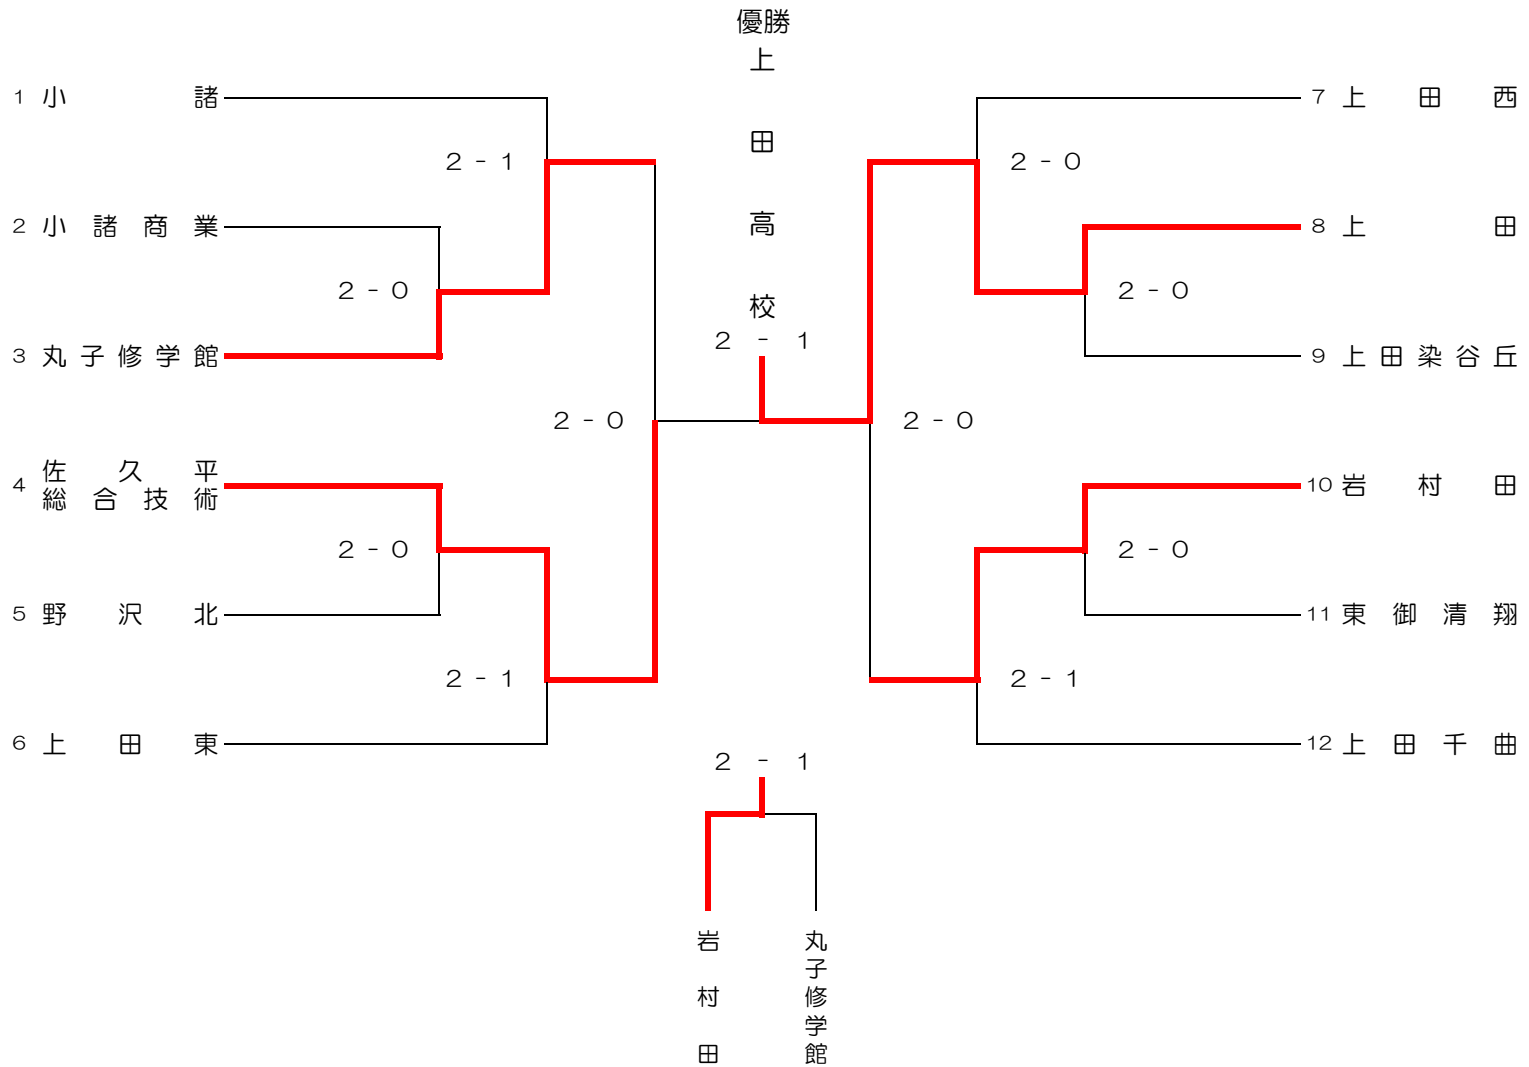 優勝
上田高校
2 - 1
1 小諸
2 - 1
2 小諸商業
2 - 0
3 丸子修学館
2 - 0
4 佐久平
総合技術
2 - 0
5 野沢北
2 - 1
6 上田東
7 上田西
2 - 0
8 上田
2 - 0
9 上田染谷丘
2 - 0
10 岩村田
2 - 0
11 東御清翔
2 - 1
12 上田千曲
2 - 1
岩村田
丸子修学館